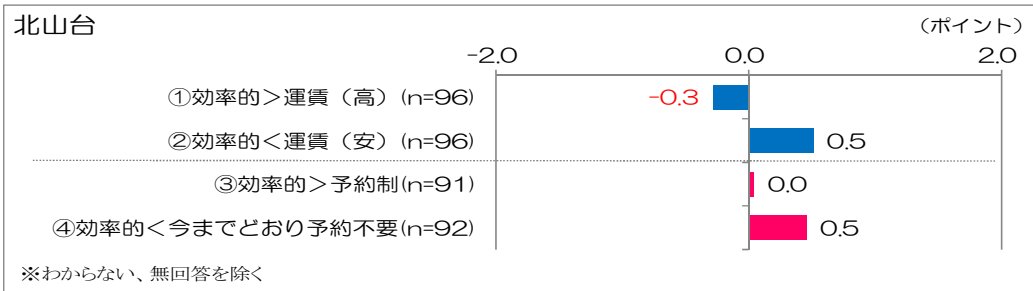 北山台
（ポイント）
-2.0 0.0 2.0
①効率的＞運賃（高）(n=96) -0.3
②効率的＜運賃（安）(n=96) 0.5
③効率的＞予約制(n=91) 0.0
④効率的＜今までどおり予約不要(n=92) 0.5
※わからない、無回答を除く